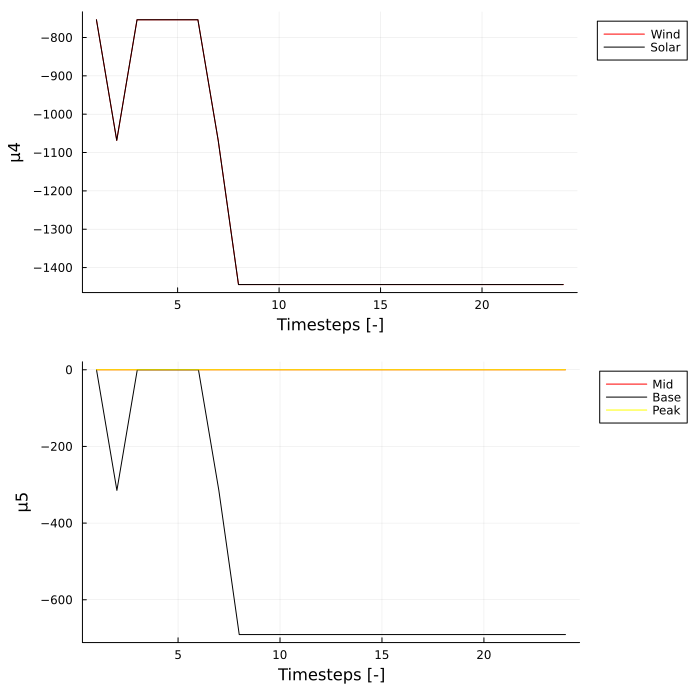 Wind
Solar
−800
−900
−1000
−1100
−1200
−1300
−1400
μ4
5 10 15 20
Timesteps [-]
Mid
Base
Peak
0
−200
−400
−600
μ5
5 10 15 20
Timesteps [-]